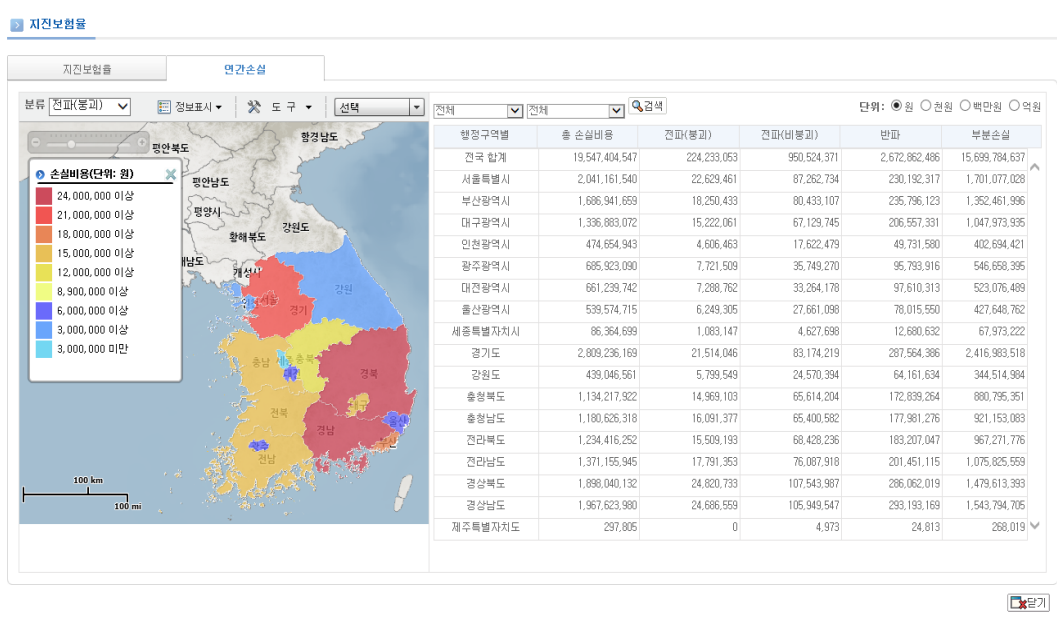 지진보험율
지진보험율 연간손실
분류 전파(붕괴) 정보표시 도 구 선택
전체 전체 검색 단위: 원 천원 백만원 억원
손실비용(단위: 원)
24,000,000 이상
21,000,000 이상
18,000,000 이상
15,000,000 이상
12,000,000 이상
8,900,000 이상
6,000,000 이상
3,000,000 이상
3,000,000 미만
함경남도
평안북도
평안남도
평양시
강원도
황해북도
개성시
강원
서울
경기
충남 세종 충북
대전
경북
전북
대구
울산
경남
부산
광주
전남
100 km
100 mi
행정구역별 총 손실비용 전파(붕괴) 전파(비붕괴) 반파 부분손실
전국 합계 19,547,404,547 224,233,053 950,524,371 2,672,862,486 15,699,784,637
서울특별시 2,041,161,540 22,629,461 87,262,734 230,192,317 1,701,077,028
부산광역시 1,686,941,659 18,250,433 80,433,107 235,796,123 1,352,461,996
대구광역시 1,336,883,072 15,222,061 67,129,745 206,557,331 1,047,973,935
인천광역시 474,654,943 4,606,463 17,622,479 49,731,580 402,694,421
광주광역시 685,923,090 7,721,509 35,749,270 95,793,916 546,658,395
대전광역시 661,239,742 7,288,762 33,264,178 97,610,313 523,076,489
울산광역시 539,574,715 6,249,305 27,661,098 78,015,550 427,648,762
세종특별자치시 86,364,699 1,083,147 4,627,698 12,680,632 67,973,222
경기도 2,809,236,169 21,514,046 83,174,219 287,564,386 2,416,983,518
강원도 439,046,561 5,799,549 24,570,394 64,161,634 344,514,984
충청북도 1,134,217,922 14,969,103 65,614,204 172,839,264 880,795,351
충청남도 1,180,626,318 16,091,377 65,400,582 177,981,276 921,153,083
전라북도 1,234,416,252 15,509,193 68,428,236 183,207,047 967,271,776
전라남도 1,371,155,945 17,791,353 76,087,918 201,451,115 1,075,825,559
경상북도 1,898,040,132 24,820,733 107,543,987 286,062,019 1,479,613,393
경상남도 1,967,623,980 24,686,559 105,949,547 293,193,169 1,543,794,705
제주특별자치도 297,805 0 4,973 24,813 268,019
닫기